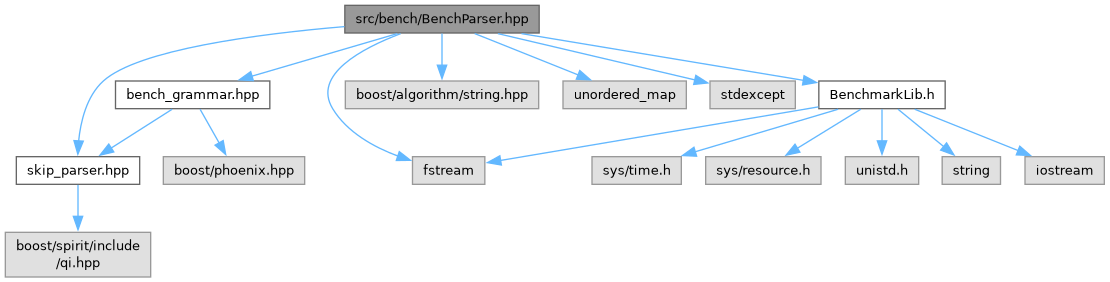 src/bench/BenchParser.hpp
bench_grammar.hpp
boost/algorithm/string.hpp
unordered_map
stdexcept
BenchmarkLib.h
skip_parser.hpp
boost/phoenix.hpp
fstream
sys/time.h
sys/resource.h
unistd.h
string
iostream
boost/spirit/include
/qi.hpp